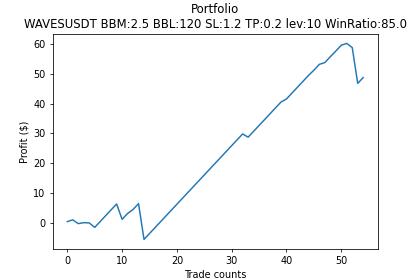 Portfolio
WAVESUSDT BBM:2.5 BBL:120 SL:1.2 TP:0.2 lev:10 WinRatio:85.0
60
50
40
30
20
10
0
Profit ($)
0 10 20 30 40 50
Trade counts